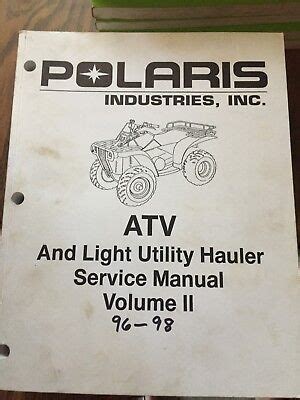 POLARIS
INDUSTRIES, INC.
ATV
And Light Utility Hauler
Service Manual
Volume II
96-98